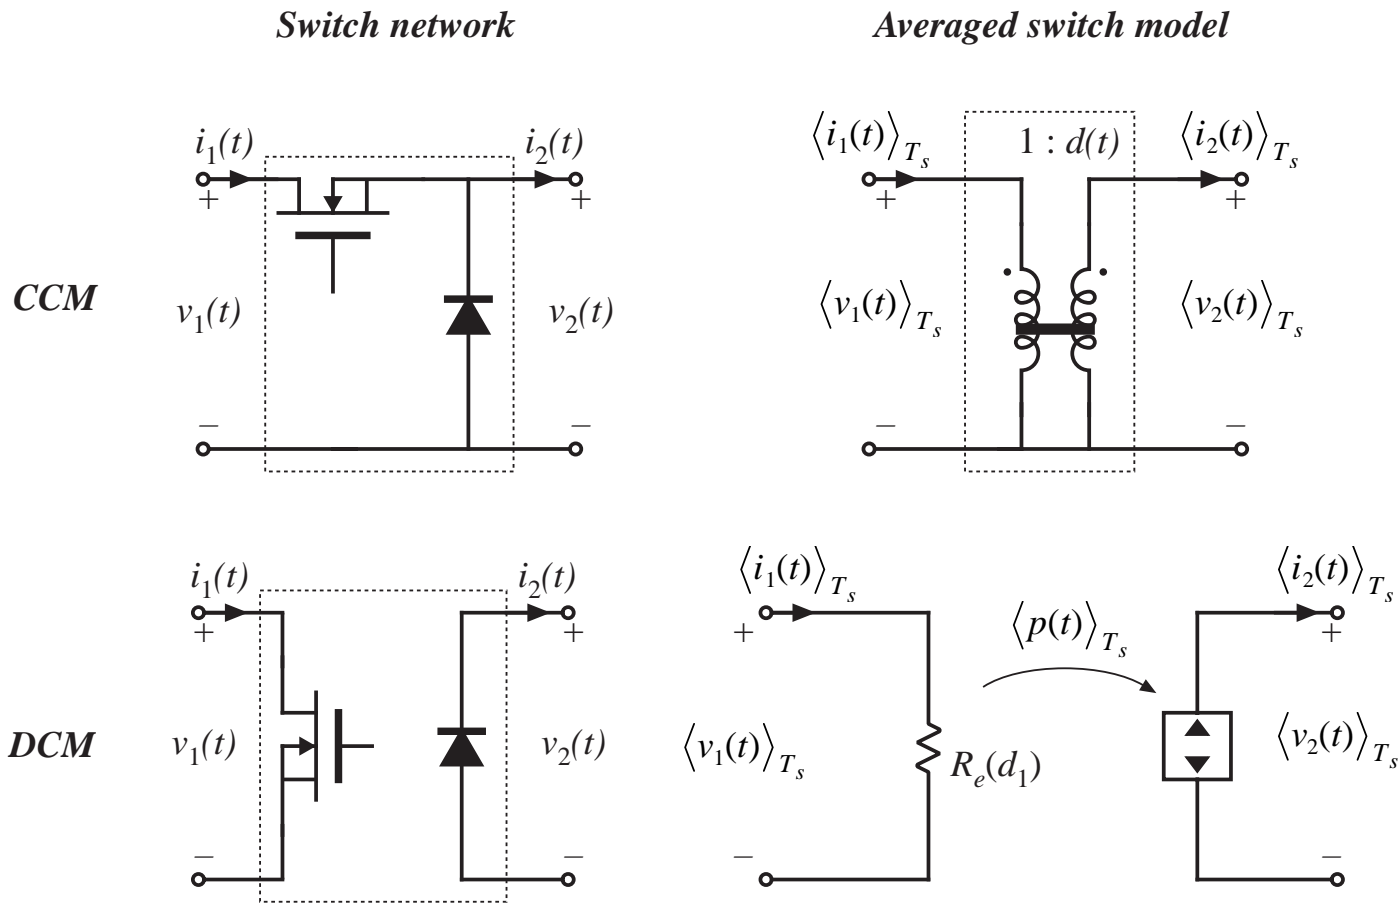 Switch network
Averaged switch model
CCM
i₁(t)
i₂(t)
+
+
v₁(t)
v₂(t)
−
−
⟨i₁(t)⟩Tₛ
1 : d(t)
⟨i₂(t)⟩Tₛ
+
+
⟨v₁(t)⟩Tₛ
⟨v₂(t)⟩Tₛ
−
−
DCM
i₁(t)
i₂(t)
+
+
v₁(t)
v₂(t)
−
−
⟨i₁(t)⟩Tₛ
⟨p(t)⟩Tₛ
⟨i₂(t)⟩Tₛ
+
+
⟨v₁(t)⟩Tₛ
Rₑ(d₁)
⟨v₂(t)⟩Tₛ
−
−